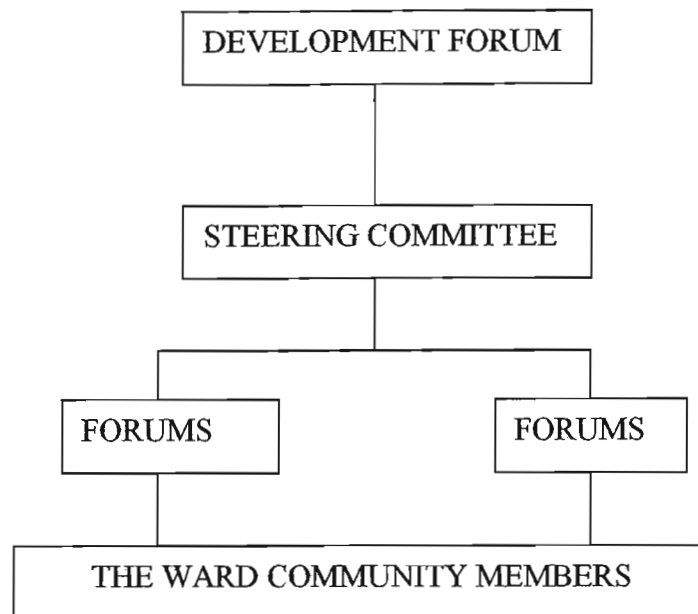 DEVELOPMENT FORUM
STEERING COMMITTEE
FORUMS
FORUMS
THE WARD COMMUNITY MEMBERS